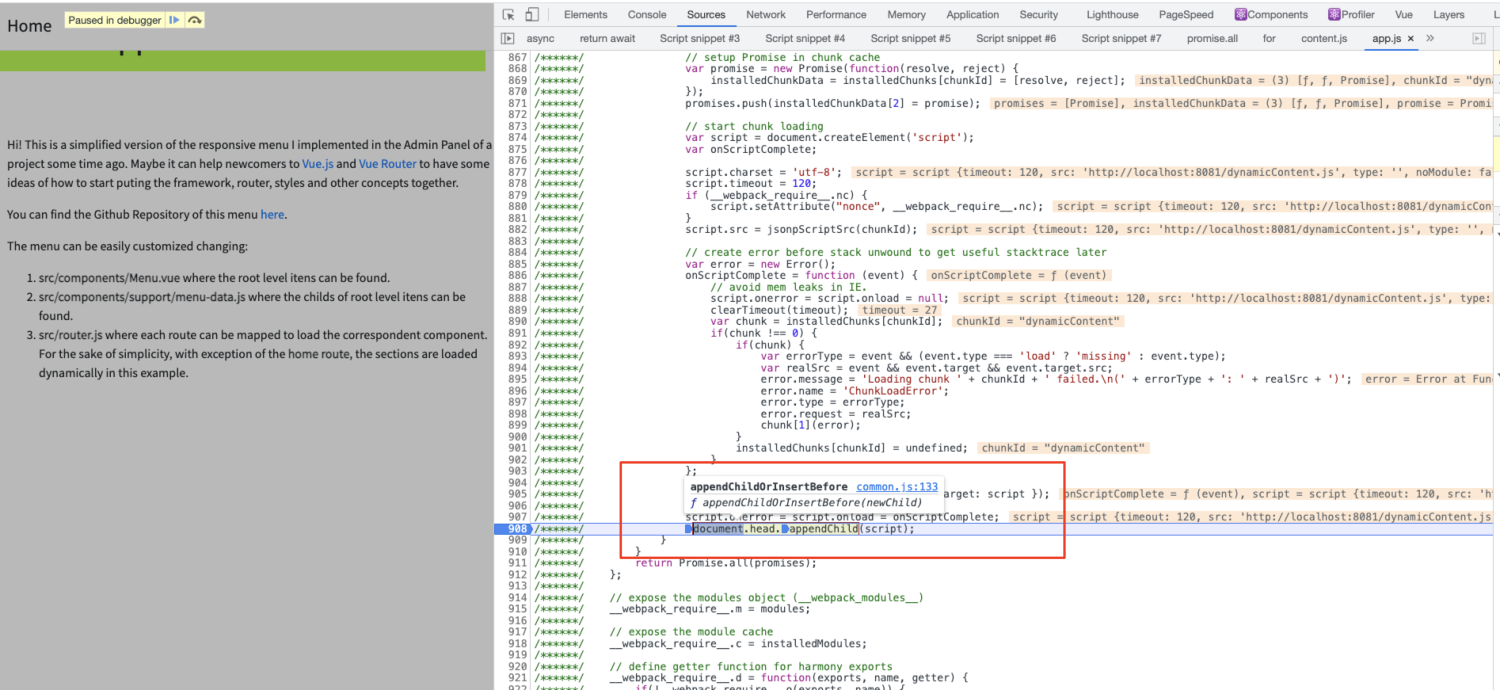 Home
Paused in debugger
Hi! This is a simplified version of the responsive menu I implemented in the Admin Panel of a
project some time ago. Maybe it can help newcomers to Vue.js and Vue Router to have some
ideas of how to start puting the framework, router, styles and other concepts together.
You can find the Github Repository of this menu here.
The menu can be easily customized changing:
1. src/components/Menu.vue where the root level itens can be found.
2. src/components/support/menu-data.js where the childs of root level itens can be
found.
3. src/router.js where each route can be mapped to load the correspondent component.
For the sake of simplicity, with exception of the home route, the sections are loaded
dynamically in this example.
Elements Console Sources Network Performance Memory Application Security Lighthouse PageSpeed Components Profiler Vue Layers
async return await Script snippet #3 Script snippet #4 Script snippet #5 Script snippet #6 Script snippet #7 promise.all for content.js app.js × »
867 /******/ // setup Promise in chunk cache
868 /******/ var promise = new Promise(function(resolve, reject) {
869 /******/ installedChunkData = installedChunks[chunkId] = [resolve, reject]; installedChunkData = (3) [ƒ, ƒ, Promise], chunkId = "dyna
870 /******/ });
871 /******/ promises.push(installedChunkData[2] = promise); promises = [Promise], installedChunkData = (3) [ƒ, ƒ, Promise], promise = Promi
872 /******/
873 /******/ // start chunk loading
874 /******/ var script = document.createElement('script');
875 /******/ var onScriptComplete;
876 /******/
877 /******/ script.charset = 'utf-8'; script = script {timeout: 120, src: 'http://localhost:8081/dynamicContent.js', type: '', noModule: fa
878 /******/ script.timeout = 120;
879 /******/ if (__webpack_require__.nc) {
880 /******/ script.setAttribute("nonce", __webpack_require__.nc); script = script {timeout: 120, src: 'http://localhost:8081/dynamicCont
881 /******/ }
882 /******/ script.src = jsonpScriptSrc(chunkId); script = script {timeout: 120, src: 'http://localhost:8081/dynamicContent.js', type: '',
883 /******/
884 /******/ // create error before stack unwound to get useful stacktrace later
885 /******/ var error = new Error();
886 /******/ onScriptComplete = function (event) { onScriptComplete = ƒ (event)
887 /******/ // avoid mem leaks in IE.
888 /******/ script.onerror = script.onload = null; script = script {timeout: 120, src: 'http://localhost:8081/dynamicContent.js', type:
889 /******/ clearTimeout(timeout); timeout = 27
890 /******/ var chunk = installedChunks[chunkId]; chunkId = "dynamicContent"
891 /******/ if(chunk !== 0) {
892 /******/ if(chunk) {
893 /******/ var errorType = event && (event.type === 'load' ? 'missing' : event.type);
894 /******/ var realSrc = event && event.target && event.target.src;
895 /******/ error.message = 'Loading chunk ' + chunkId + ' failed.\n(' + errorType + ': ' + realSrc + ')'; error = Error at Fun
896 /******/ error.name = 'ChunkLoadError';
897 /******/ error.type = errorType;
898 /******/ error.request = realSrc;
899 /******/ chunk[1](error);
900 /******/ }
901 /******/ installedChunks[chunkId] = undefined; chunkId = "dynamicContent"
902 /******/ }
903 /******/ };
904 /******/
appendChildOrInsertBefore common.js:133
905 /******/ arget: script }); onScriptComplete = ƒ (event), script = script {timeout: 120, src: 'ht
ƒ appendChildOrInsertBefore(newChild)
906 /******/
907 /******/ script.onerror = script.onload = onScriptComplete; script = script {timeout: 120, src: 'http://localhost:8081/dynamicContent.js
908 /******/ document.head.appendChild(script);
909 /******/ }
910 /******/ }
911 /******/ return Promise.all(promises);
912 /******/ };
913 /******/
914 /******/ // expose the modules object (__webpack_modules__)
915 /******/ __webpack_require__.m = modules;
916 /******/
917 /******/ // expose the module cache
918 /******/ __webpack_require__.c = installedModules;
919 /******/
920 /******/ // define getter function for harmony exports
921 /******/ __webpack_require__.d = function(exports, name, getter) {
922 /******/ if(!__webpack_require__.o(exports, name)) {